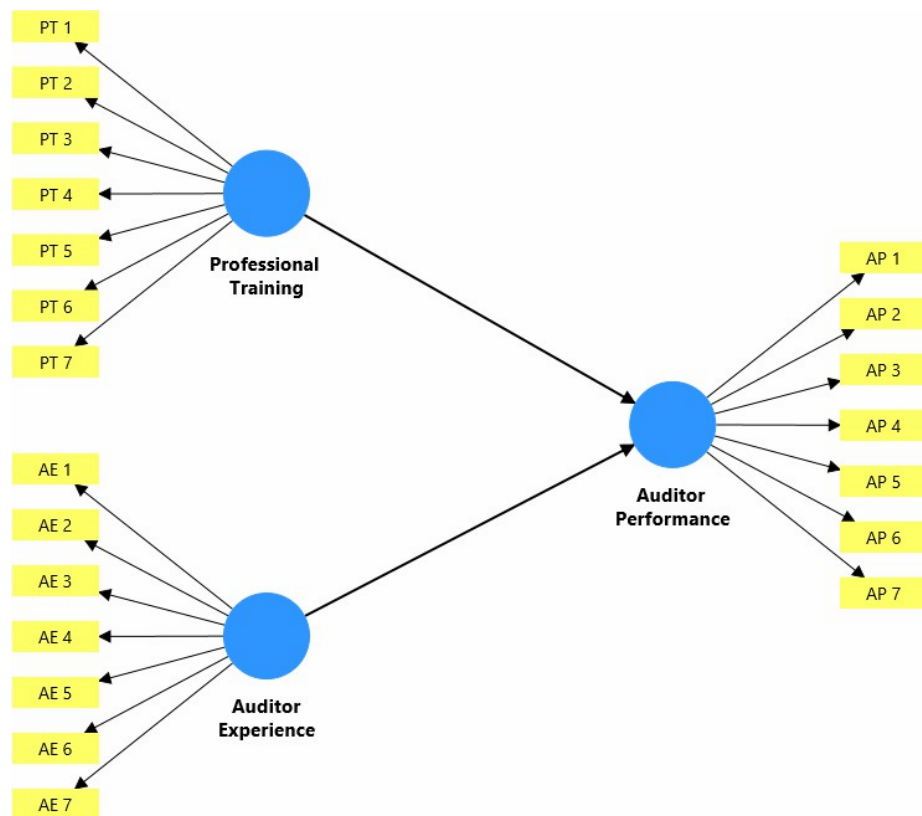 PT 1
PT 2
PT 3
PT 4
PT 5
PT 6
PT 7
Professional
Training
AE 1
AE 2
AE 3
AE 4
AE 5
AE 6
AE 7
Auditor
Experience
AP 1
AP 2
AP 3
AP 4
AP 5
AP 6
AP 7
Auditor
Performance